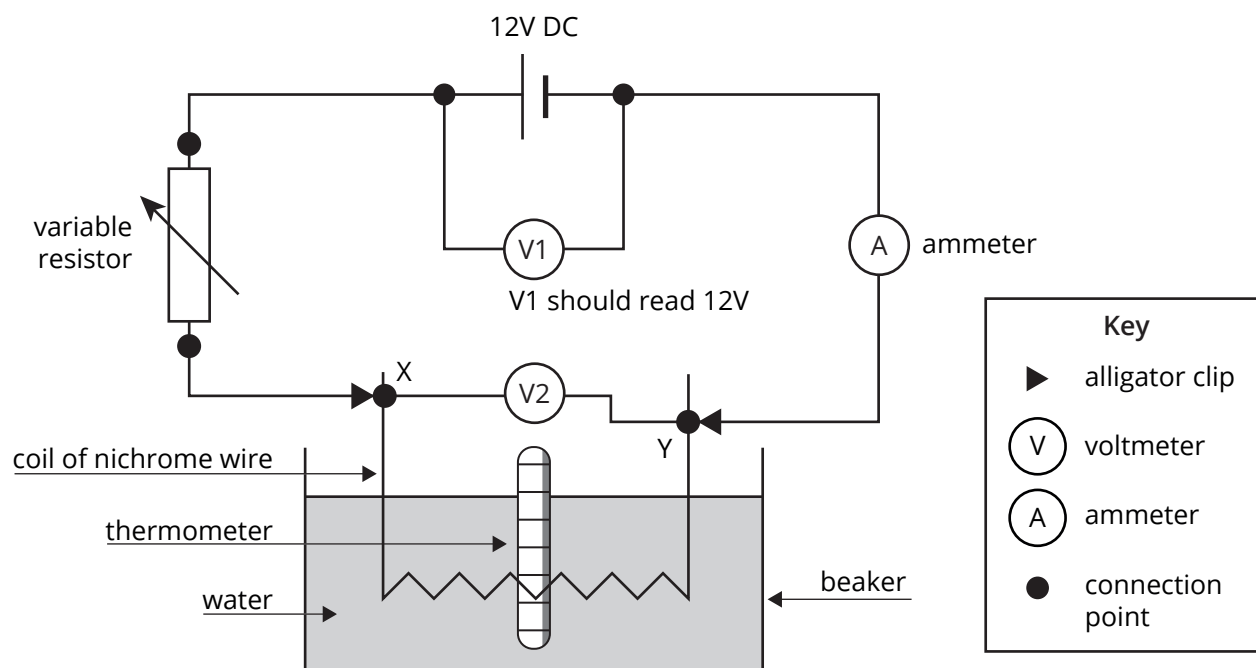 12V DC
variable
resistor
V1
V1 should read 12V
A
ammeter
X
V2
Y
coil of nichrome wire
thermometer
water
beaker
Key
alligator clip
V
voltmeter
A
ammeter
connection
point